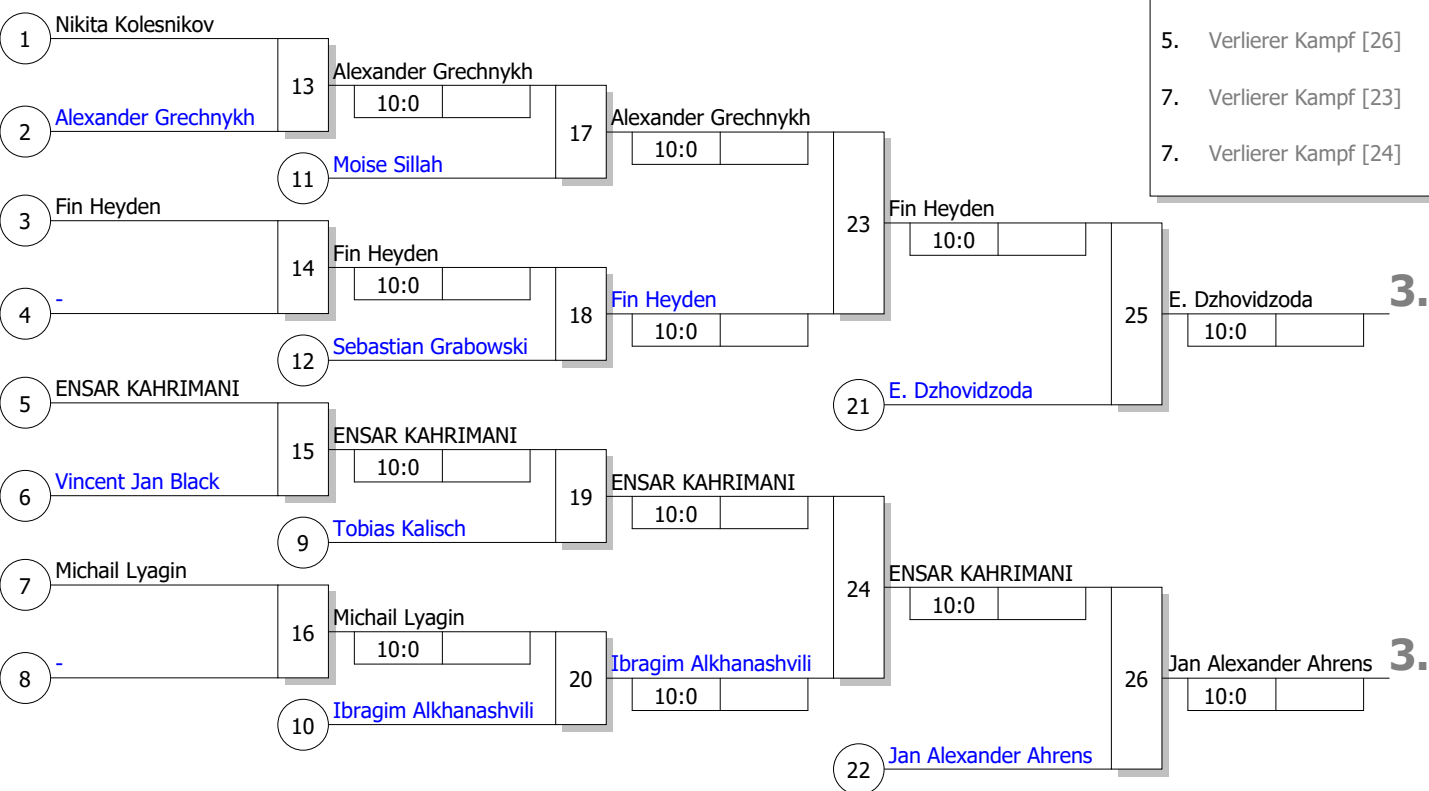 1
Nikita Kolesnikov
13
Alexander Grechnykh
10:0
2
Alexander Grechnykh
17
Alexander Grechnykh
10:0
11
Moise Sillah
3
Fin Heyden
14
Fin Heyden
10:0
4
-
18
Fin Heyden
10:0
12
Sebastian Grabowski
23
Fin Heyden
10:0
5
ENSAR KAHRIMANI
15
ENSAR KAHRIMANI
10:0
6
Vincent Jan Black
19
ENSAR KAHRIMANI
10:0
9
Tobias Kalisch
7
Michail Lyagin
16
Michail Lyagin
10:0
8
-
20
Ibragim Alkhanashvili
10:0
10
Ibragim Alkhanashvili
24
ENSAR KAHRIMANI
10:0
25
E. Dzhovidzoda
10:0
3.
21
E. Dzhovidzoda
26
Jan Alexander Ahrens
10:0
3.
22
Jan Alexander Ahrens
5. Verlierer Kampf [26]
7. Verlierer Kampf [23]
7. Verlierer Kampf [24]